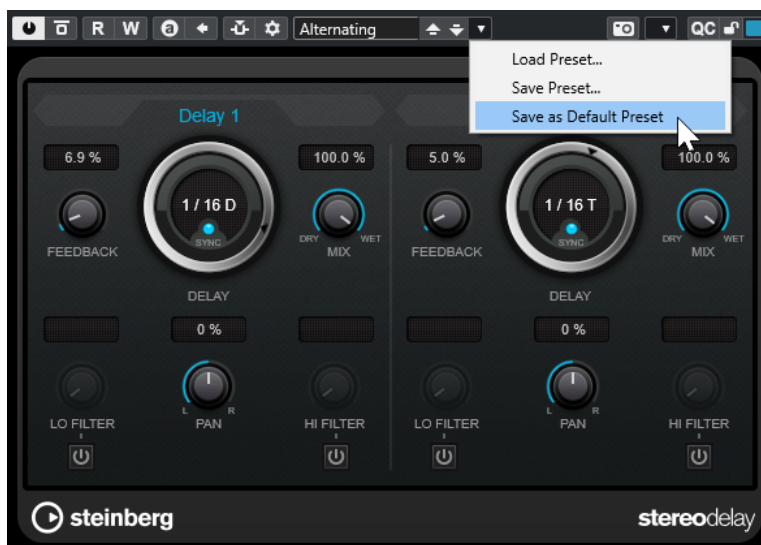 R W a Alternating QC
Load Preset...
Save Preset...
Save as Default Preset
Delay 1
6.9 % 100.0 % 5.0 % 100.0 %
1 / 16 D 1 / 16 T
SYNC SYNC
DRY WET DRY WET
FEEDBACK MIX FEEDBACK MIX
DELAY DELAY
0 % 0 %
L R L R
LO FILTER PAN HI FILTER LO FILTER PAN HI FILTER
steinberg stereodelay